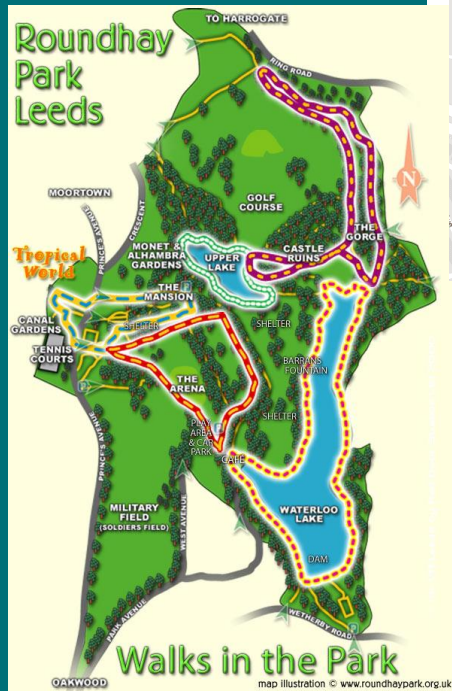 TO HARROGATE
Roundhay
Park
Leeds
RING ROAD
N
MOORTOWN
PRINCE'S AVENUE
CRESCENT
GOLF
COURSE
Tropical
World
MONET &
ALHAMBRA
GARDENS
UPPER
LAKE
CASTLE
RUINS
THE
GORGE
THE
MANSION
P
CANAL
GARDENS
SHELTER
SHELTER
TENNIS
COURTS
BARRANS
FOUNTAIN
THE
ARENA
P
PLAY
AREA
& CAR
PARK
P
SHELTER
CAFE
PRINCE'S AVENUE
MILITARY
FIELD
(SOLDIERS FIELD)
WEST AVENUE
WATERLOO
LAKE
DAM
PARK AVENUE
WETHERBY ROAD
P
Walks in the Park
OAKWOOD
map illustration © www.roundhaypark.org.uk